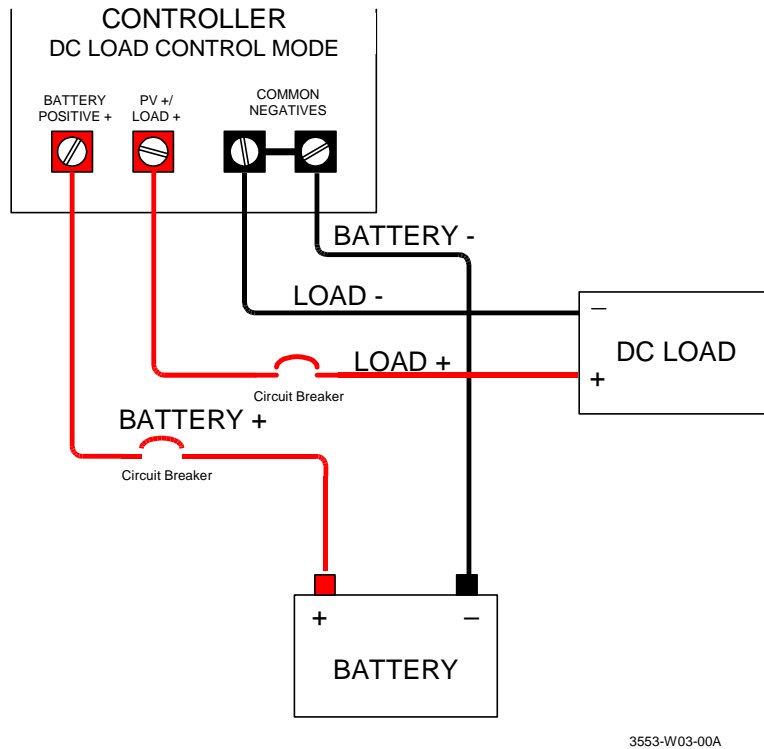 CONTROLLER
DC LOAD CONTROL MODE
BATTERY
POSITIVE +
PV +/
LOAD +
COMMON
NEGATIVES
BATTERY -
LOAD -
−
DC LOAD
LOAD +
+
Circuit Breaker
BATTERY +
Circuit Breaker
+ −
BATTERY
3553-W03-00A